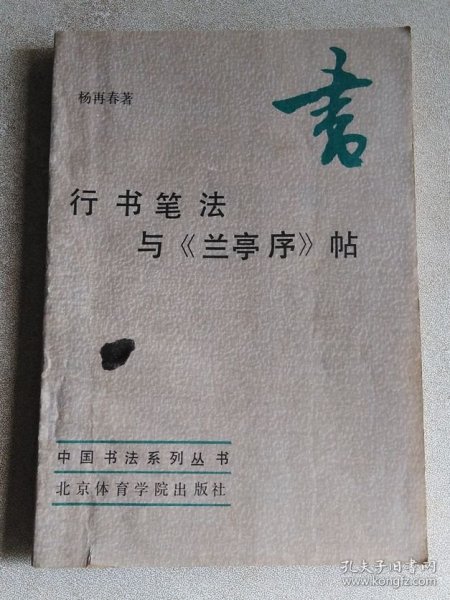 書
杨再春著
行书笔法
与《兰亭序》帖
中国书法系列丛书
北京体育学院出版社
孔夫子旧书网
www.kongfz.com